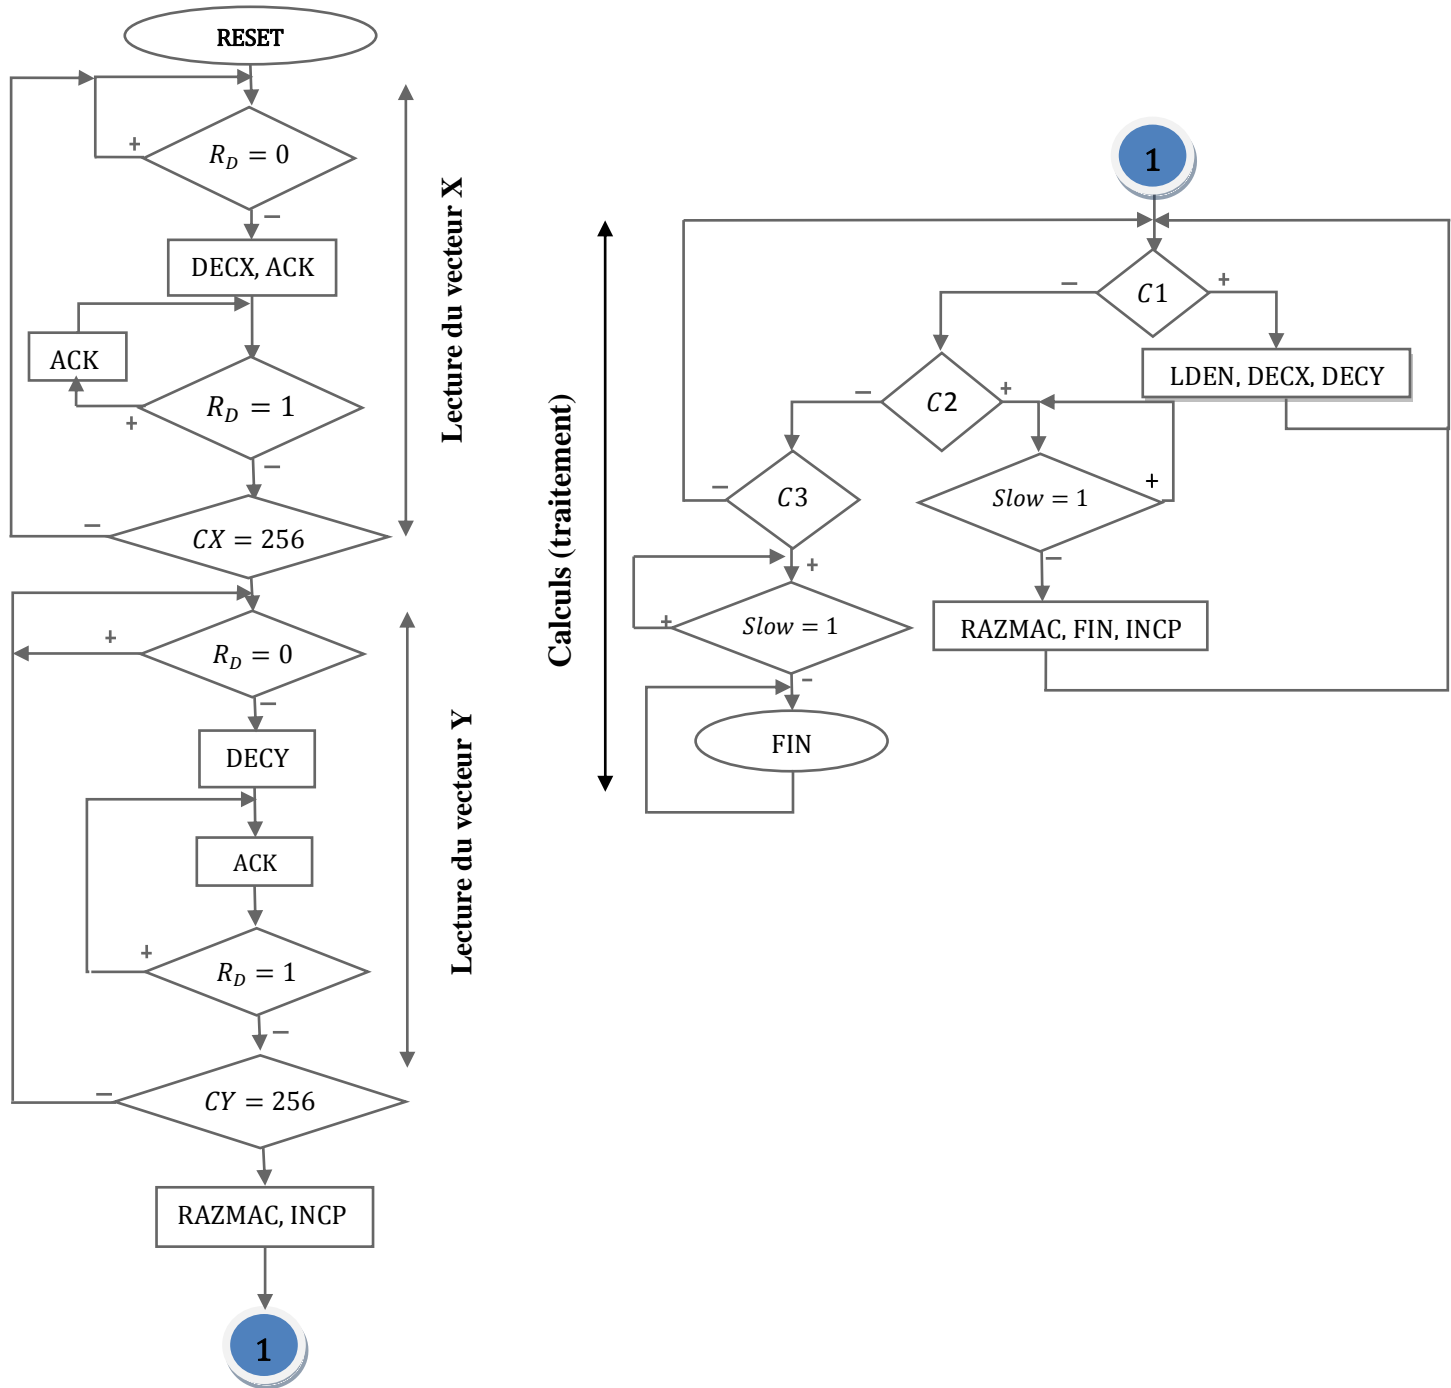 RESET
+
R_D = 0
−
DECX, ACK
ACK
R_D = 1
+
−
−
CX = 256
Lecture du vecteur X
+
R_D = 0
−
DECY
ACK
+
R_D = 1
−
−
CY = 256
Lecture du vecteur Y
RAZMAC, INCP
1
1
Calculs (traitement)
−
C1
+
LDEN, DECX, DECY
−
C2
+
−
C3
+
Slow = 1
+
−
RAZMAC, FIN, INCP
+
Slow = 1
-
FIN